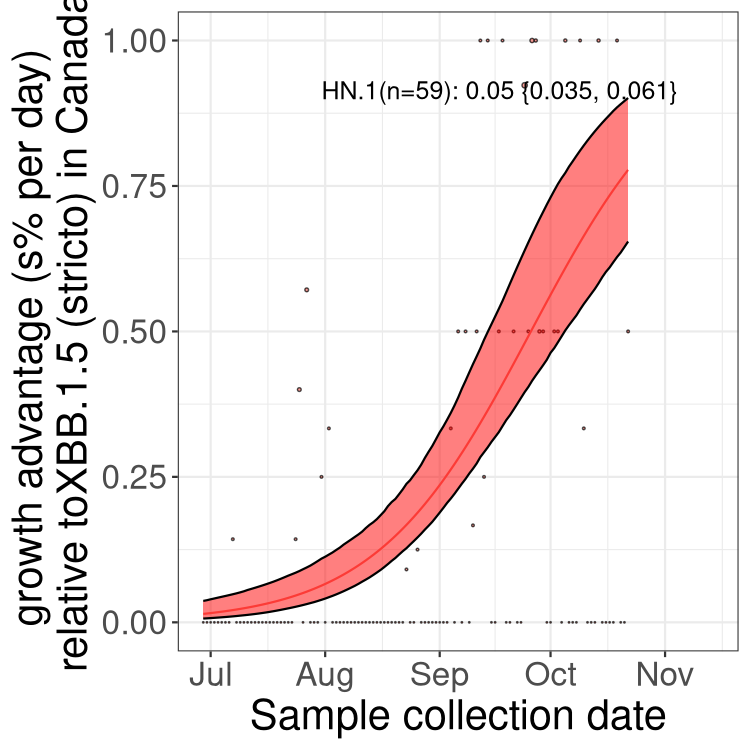 growth advantage (s% per day)
relative toXBB.1.5 (stricto) in Canada
1.00
0.75
0.50
0.25
0.00
HN.1(n=59): 0.05 {0.035, 0.061}
Jul Aug Sep Oct Nov
Sample collection date